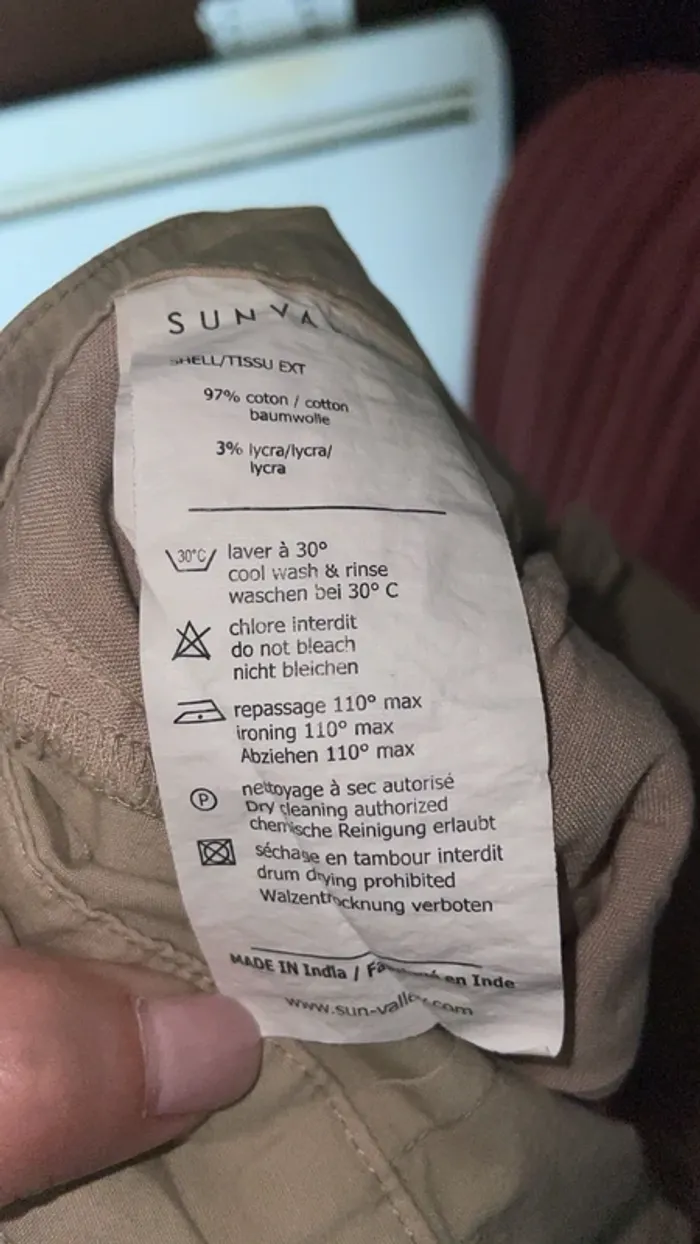 SUN VA
SHELL/TISSU EXT
97% coton / cotton
baumwolle
3% lycra/lycra/
lycra
30°C
laver à 30°
cool wash & rinse
waschen bei 30° C
chlore interdit
do not bleach
nicht bleichen
repassage 110° max
ironing 110° max
Abziehen 110° max
P
nettoyage à sec autorisé
Dry cleaning authorized
chemische Reinigung erlaubt
séchage en tambour interdit
drum drying prohibited
Walzentrocknung verboten
MADE IN India / Fabriqué en Inde
www.sun-valley.com